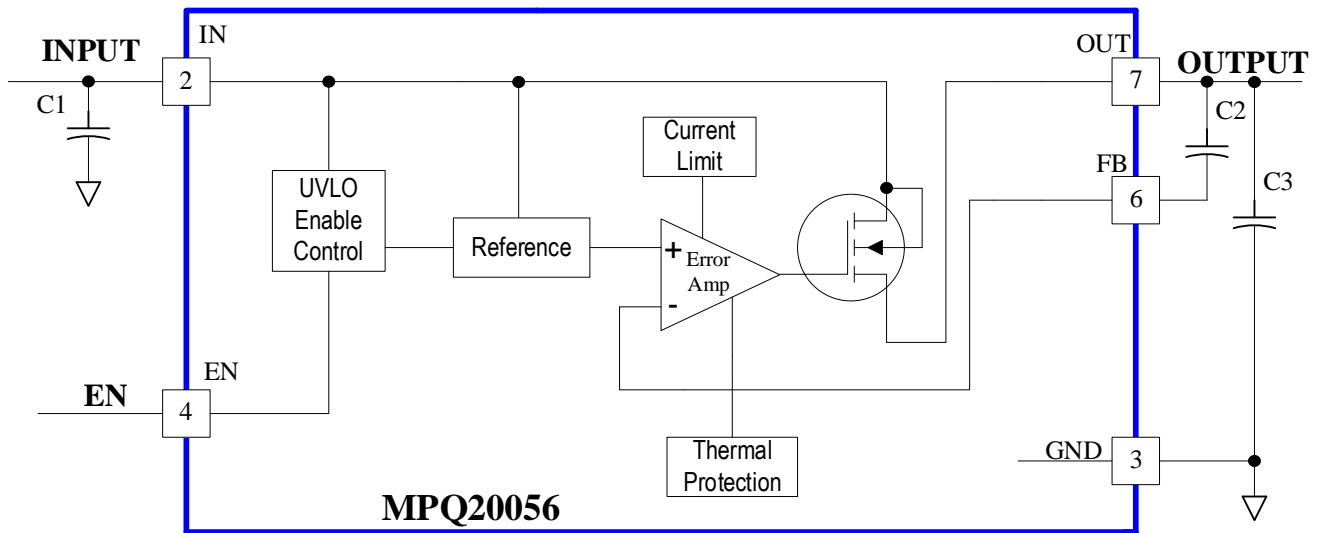 IN
INPUT
2
C1
OUT
OUTPUT
7
C2
Current
Limit
FB
6
C3
UVLO
Enable
Control
Reference
+
Error
Amp
-
EN
EN
4
Thermal
Protection
GND
3
MPQ20056